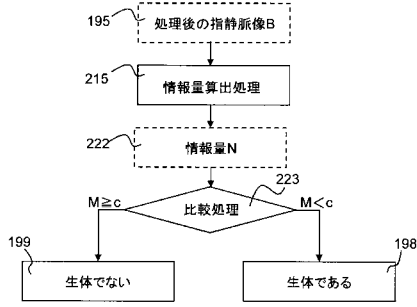 195
処理後の指静脈像B
215
情報量算出処理
222
情報量N
223
M≧c
比較処理
M<c
199
生体でない
198
生体である